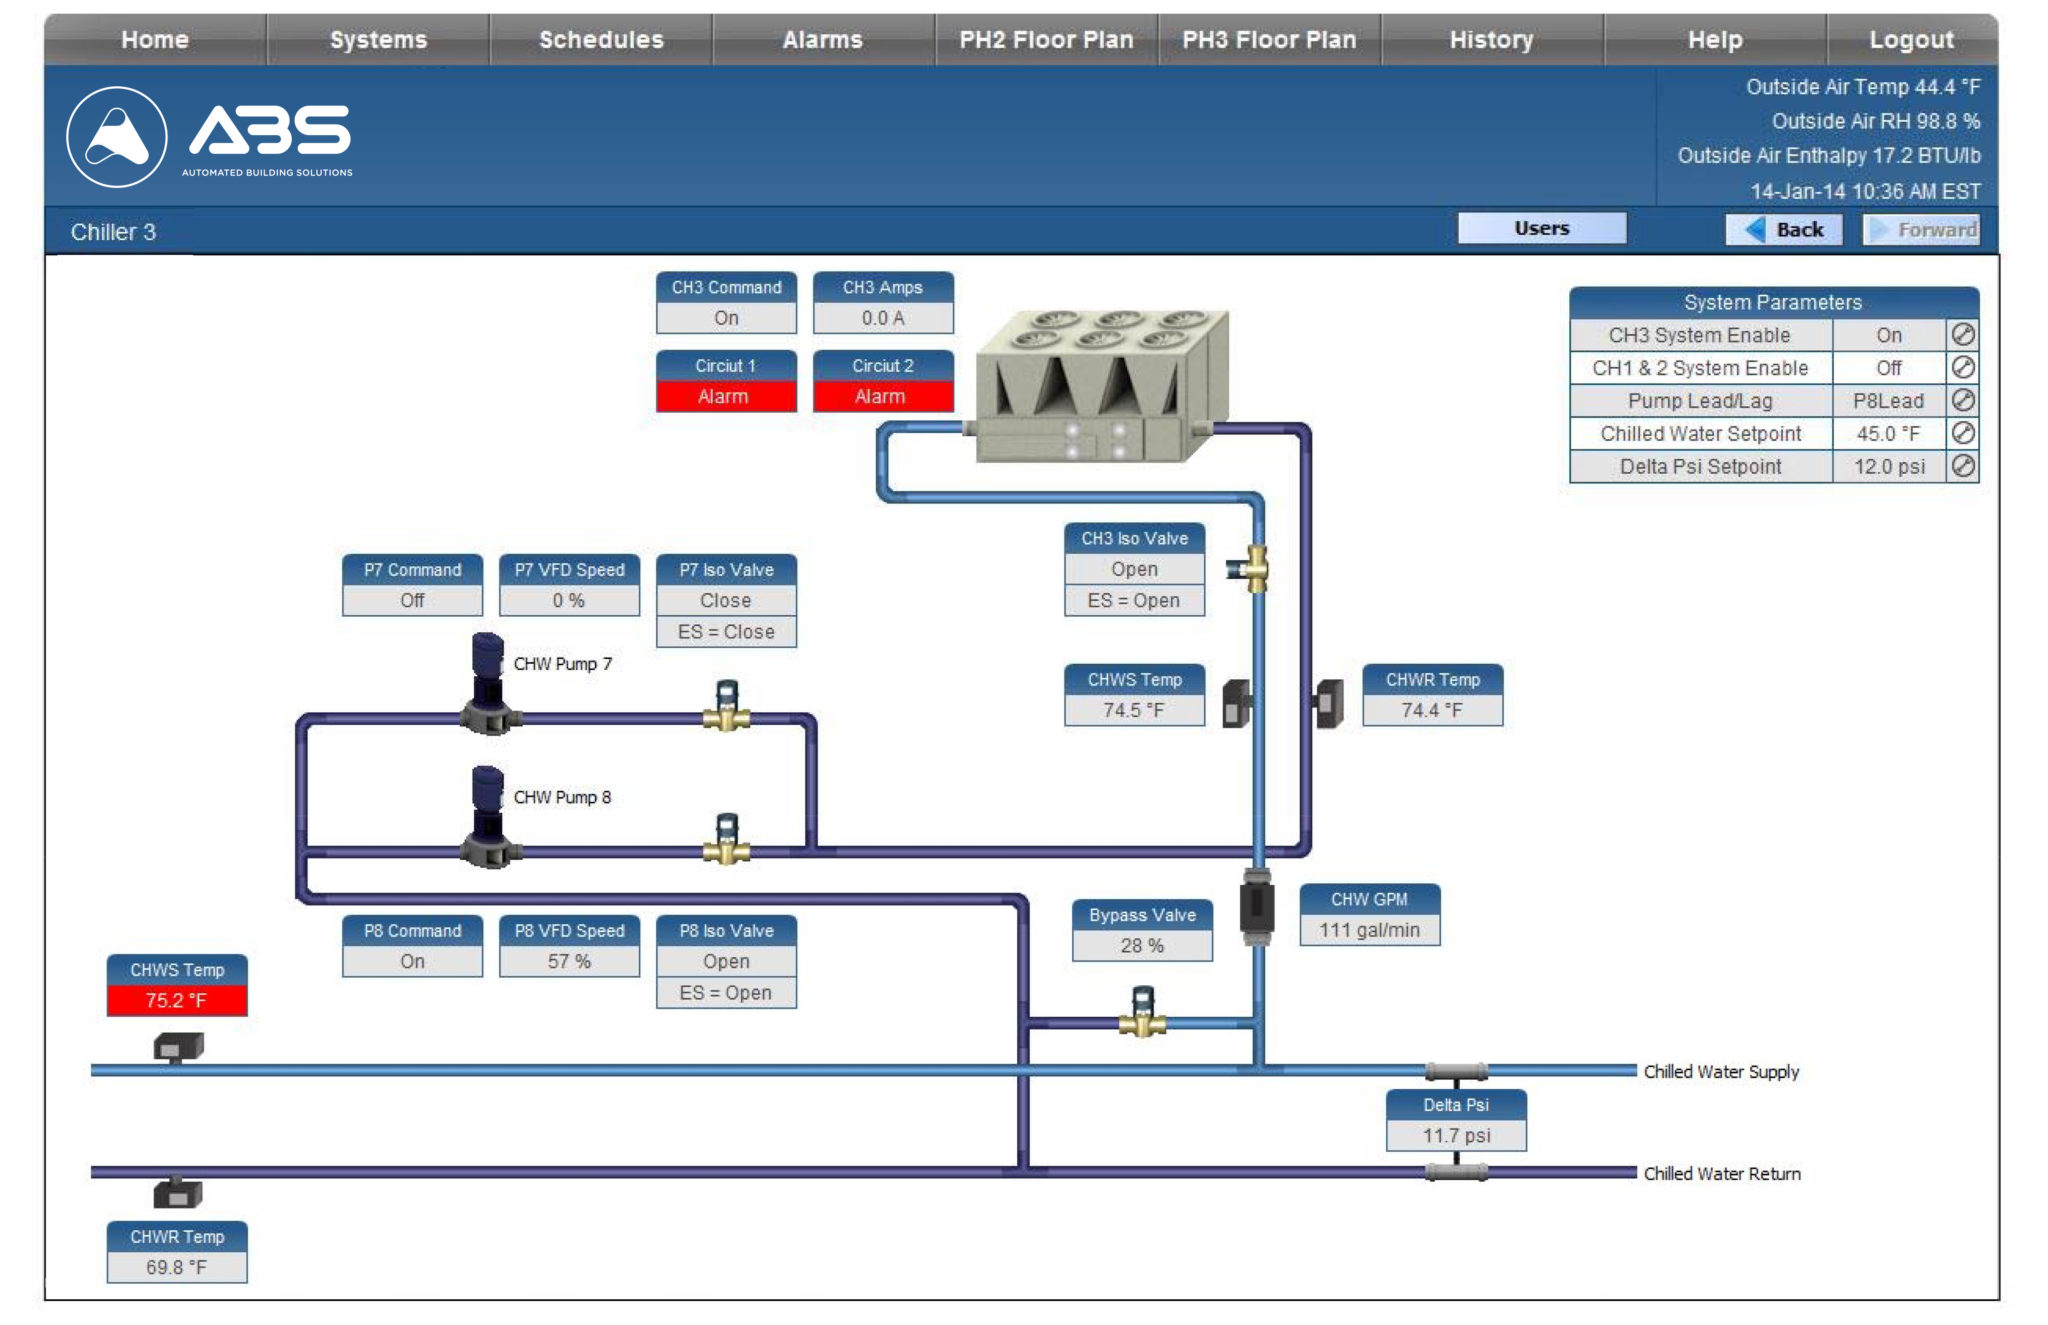 Home Systems Schedules Alarms PH2 Floor Plan PH3 Floor Plan History Help Logout
ABS
AUTOMATED BUILDING SOLUTIONS
Outside Air Temp 44.4 °F
Outside Air RH 98.8 %
Outside Air Enthalpy 17.2 BTU/lb
14-Jan-14 10:36 AM EST
Chiller 3
Users
Back
Forward
CH3 Command
On
CH3 Amps
0.0 A
Circiut 1
Alarm
Circiut 2
Alarm
System Parameters
CH3 System Enable On
CH1 & 2 System Enable Off
Pump Lead/Lag P8Lead
Chilled Water Setpoint 45.0 °F
Delta Psi Setpoint 12.0 psi
CH3 Iso Valve
Open
ES = Open
P7 Command
Off
P7 VFD Speed
0 %
P7 Iso Valve
Close
ES = Close
CHW Pump 7
CHWS Temp
74.5 °F
CHWR Temp
74.4 °F
CHW Pump 8
CHW GPM
111 gal/min
Bypass Valve
28 %
P8 Command
On
P8 VFD Speed
57 %
P8 Iso Valve
Open
ES = Open
CHWS Temp
75.2 °F
Chilled Water Supply
Delta Psi
11.7 psi
Chilled Water Return
CHWR Temp
69.8 °F